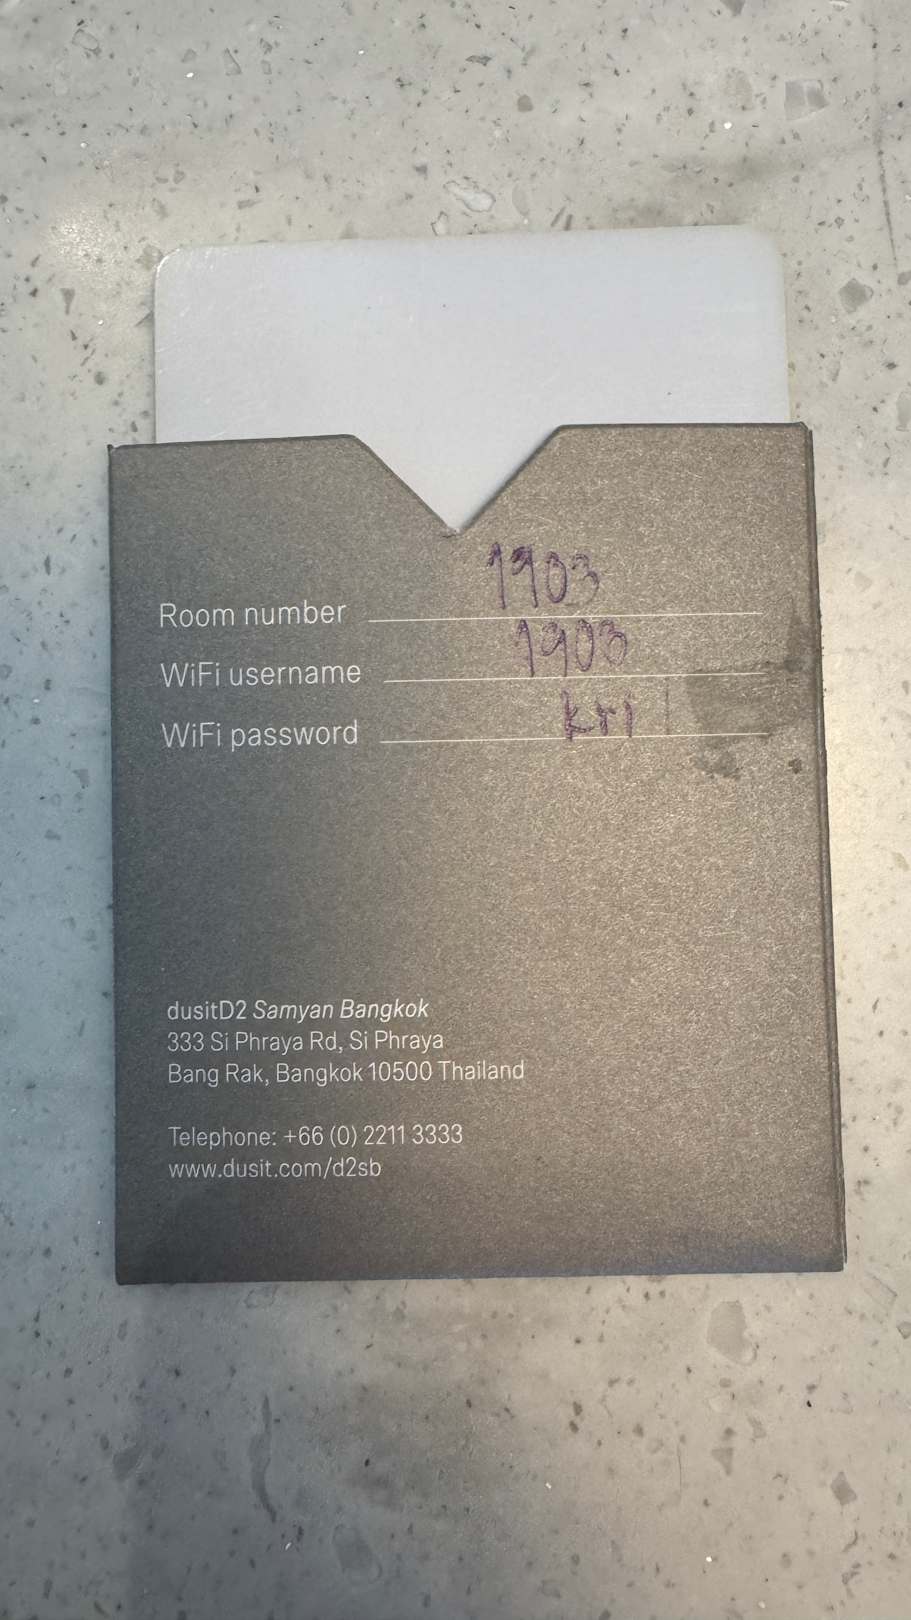 1903
Room number
1903
WiFi username
kri
WiFi password
dusitD2 Samyan Bangkok
333 Si Phraya Rd, Si Phraya
Bang Rak, Bangkok 10500 Thailand
Telephone: +66 (0) 2211 3333
www.dusit.com/d2sb